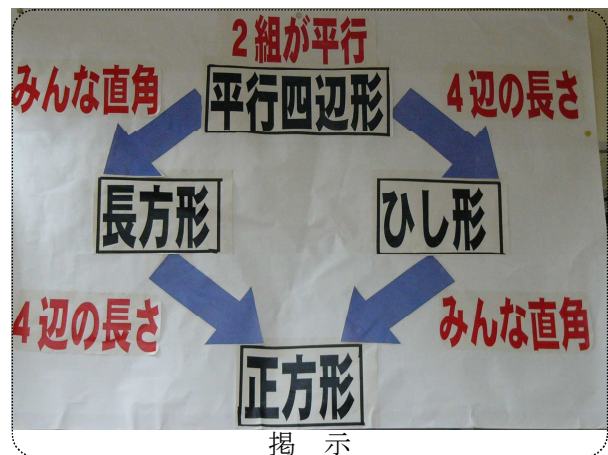 2組が平行
平行四辺形
みんな直角
4辺の長さ
長方形
ひし形
4辺の長さ
みんな直角
正方形
掲 示